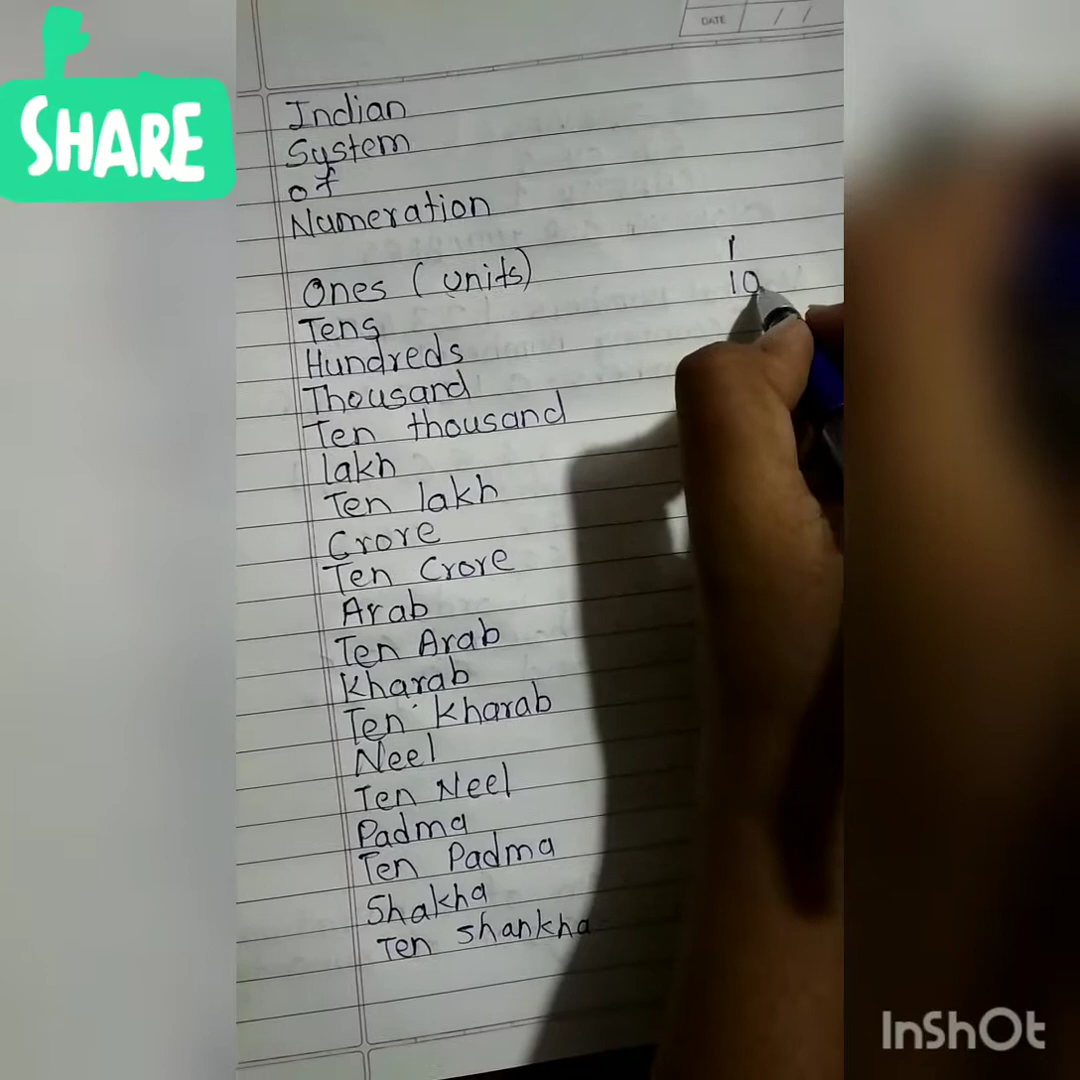 SHARE
DATE / /
Indian
System
of
Numeration
Ones (units) 1
Tens 10
Hundreds
Thousand
Ten thousand
lakh
Ten lakh
Crore
Ten Crore
Arab
Ten Arab
Kharab
Ten Kharab
Neel
Ten Neel
Padma
Ten Padma
Shakha
Ten Shankha
InShOt